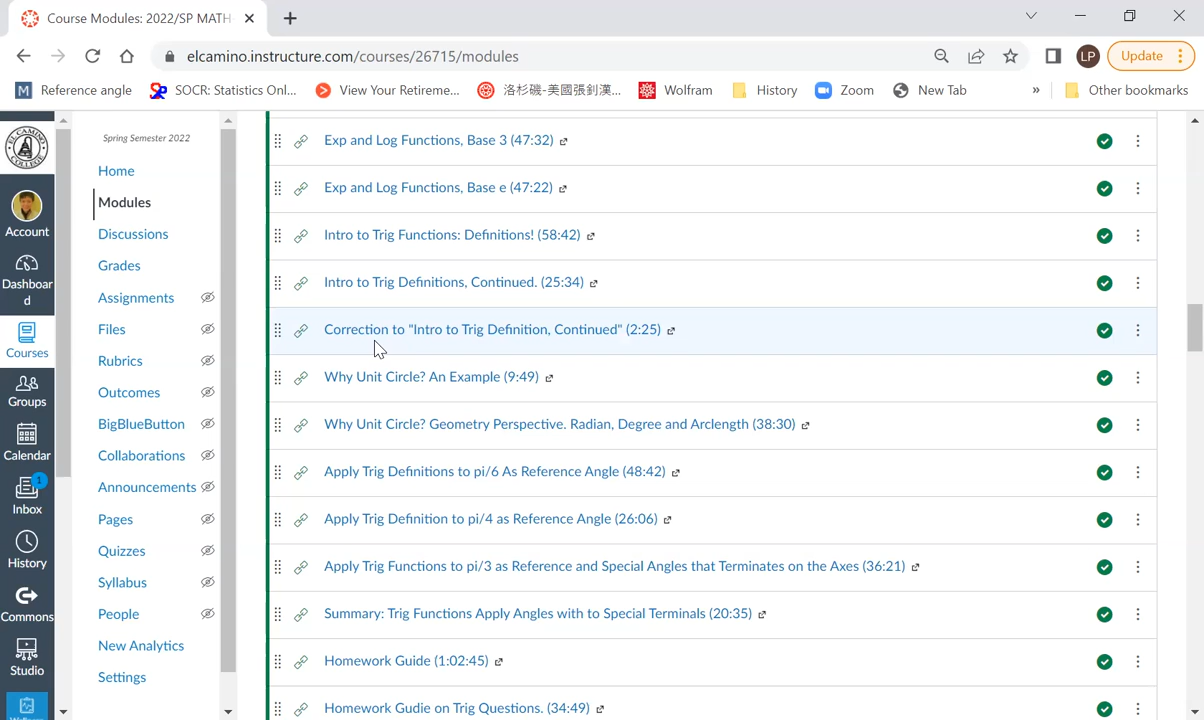 Course Modules: 2022/SP MATH-
elcamino.instructure.com/courses/26715/modules
LP
Update
M Reference angle
SOCR: Statistics Onl...
View Your Retireme...
洛杉磯-美國張釗漢...
Wolfram
History
Zoom
New Tab
»
Other bookmarks
Account
Dashboar
d
Courses
Groups
Calendar
1
Inbox
History
Commons
Studio
Spring Semester 2022
Home
Modules
Discussions
Grades
Assignments
Files
Rubrics
Outcomes
BigBlueButton
Collaborations
Announcements
Pages
Quizzes
Syllabus
People
New Analytics
Settings
Exp and Log Functions, Base 3 (47:32)
Exp and Log Functions, Base e (47:22)
Intro to Trig Functions: Definitions! (58:42)
Intro to Trig Definitions, Continued. (25:34)
Correction to "Intro to Trig Definition, Continued" (2:25)
Why Unit Circle? An Example (9:49)
Why Unit Circle? Geometry Perspective. Radian, Degree and Arclength (38:30)
Apply Trig Definitions to pi/6 As Reference Angle (48:42)
Apply Trig Definition to pi/4 as Reference Angle (26:06)
Apply Trig Functions to pi/3 as Reference and Special Angles that Terminates on the Axes (36:21)
Summary: Trig Functions Apply Angles with to Special Terminals (20:35)
Homework Guide (1:02:45)
Homework Gudie on Trig Questions. (34:49)